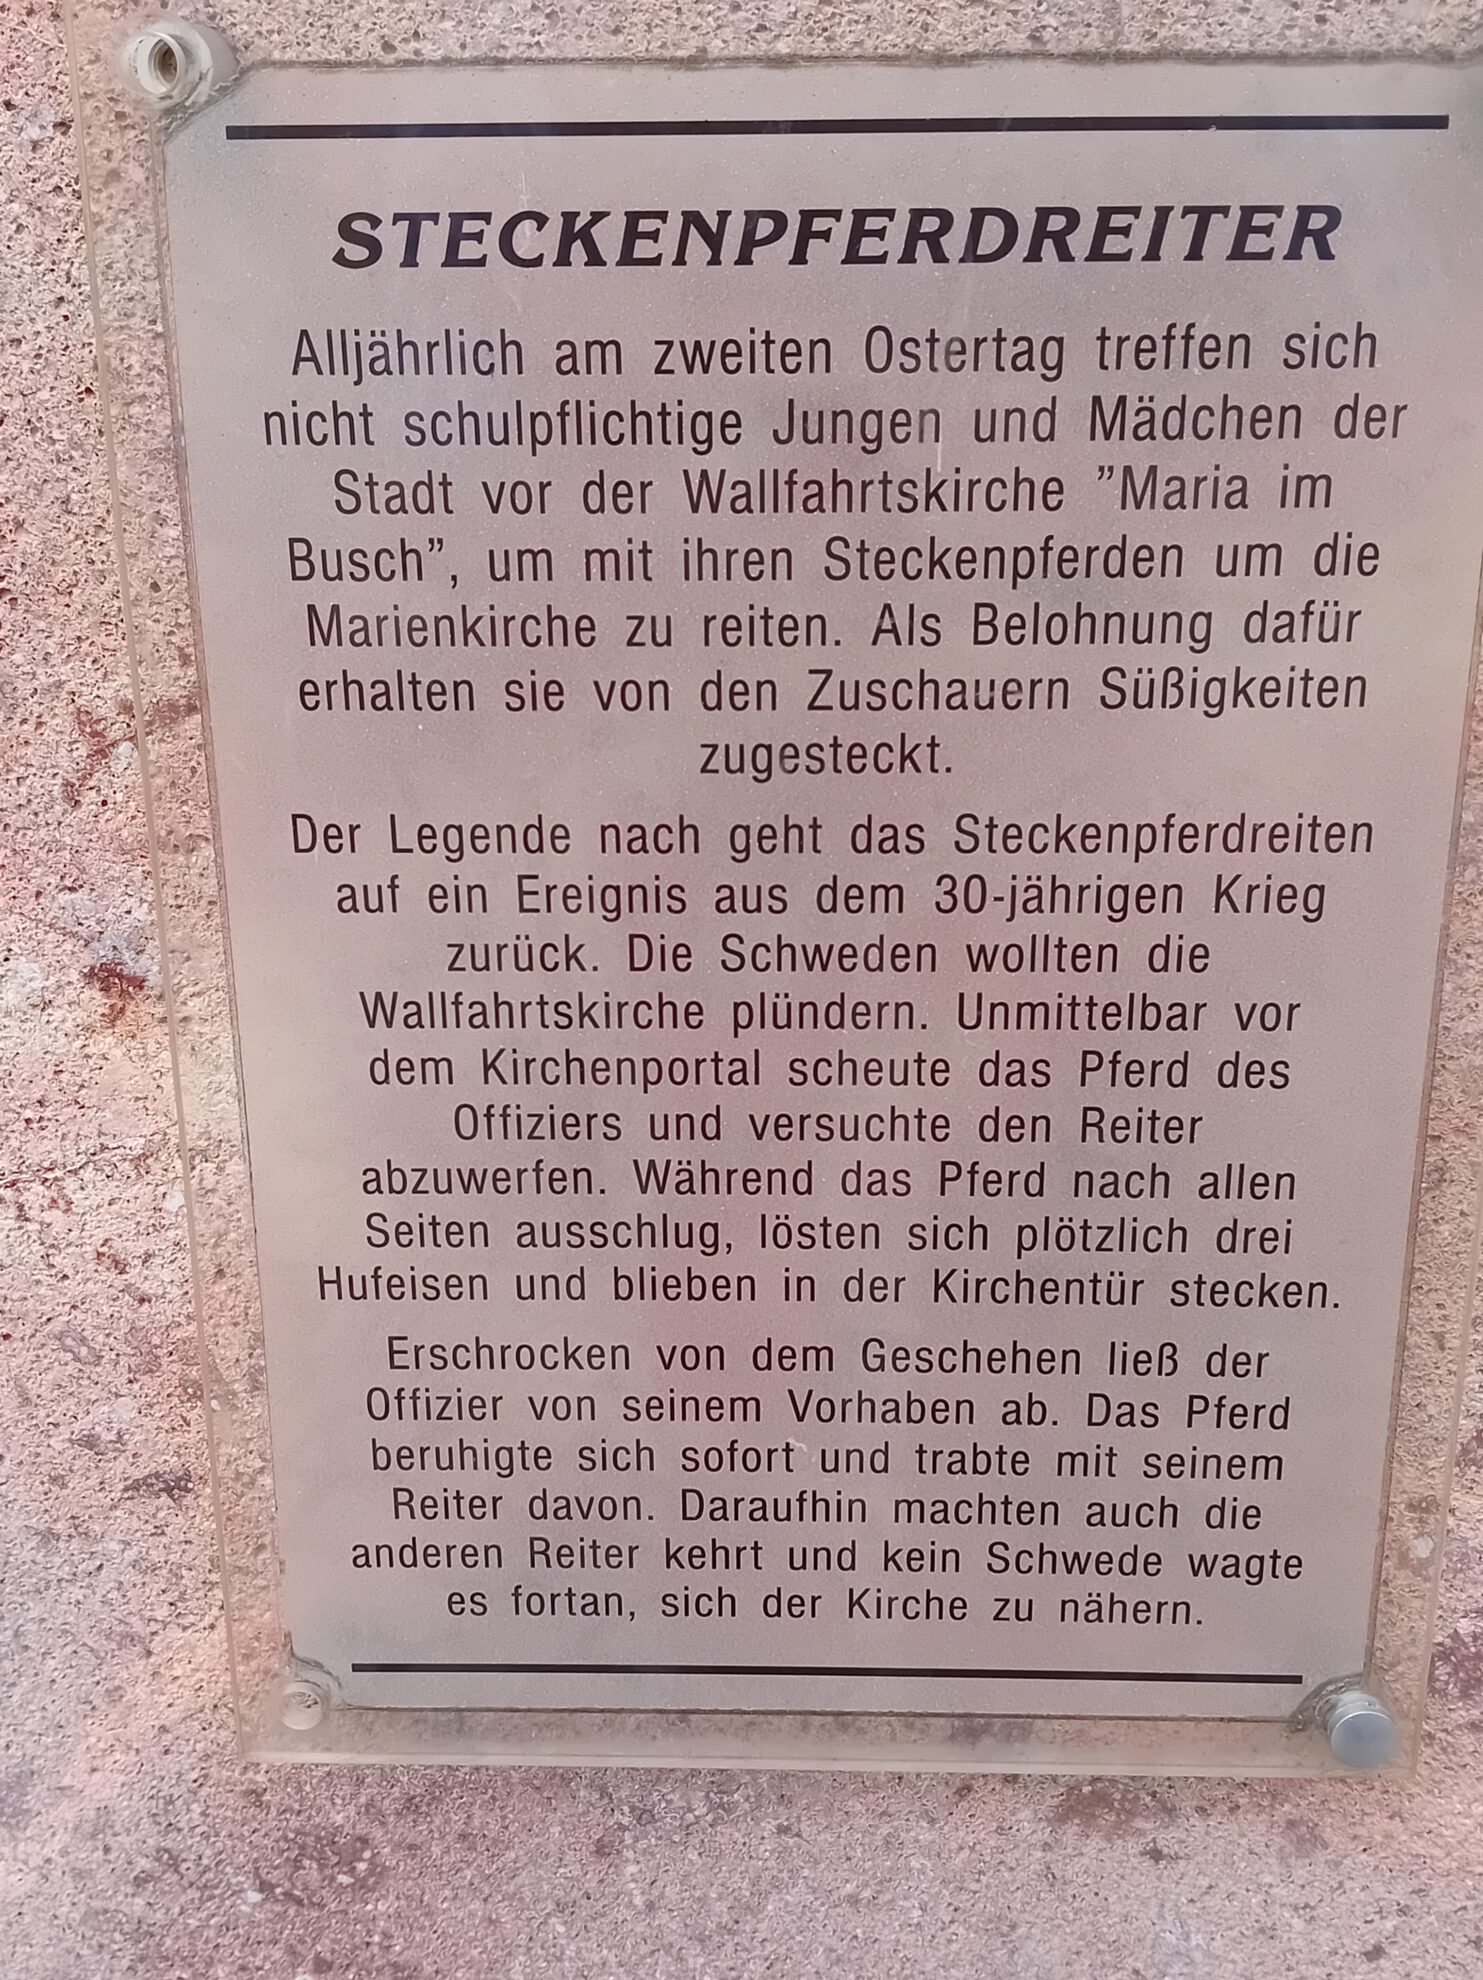 STECKENPFERDREITER
Alljährlich am zweiten Ostertag treffen sich
nicht schulpflichtige Jungen und Mädchen der
Stadt vor der Wallfahrtskirche ”Maria im
Busch”, um mit ihren Steckenpferden um die
Marienkirche zu reiten. Als Belohnung dafür
erhalten sie von den Zuschauern Süßigkeiten
zugesteckt.
Der Legende nach geht das Steckenpferdreiten
auf ein Ereignis aus dem 30-jährigen Krieg
zurück. Die Schweden wollten die
Wallfahrtskirche plündern. Unmittelbar vor
dem Kirchenportal scheute das Pferd des
Offiziers und versuchte den Reiter
abzuwerfen. Während das Pferd nach allen
Seiten ausschlug, lösten sich plötzlich drei
Hufeisen und blieben in der Kirchentür stecken.
Erschrocken von dem Geschehen ließ der
Offizier von seinem Vorhaben ab. Das Pferd
beruhigte sich sofort und trabte mit seinem
Reiter davon. Daraufhin machten auch die
anderen Reiter kehrt und kein Schwede wagte
es fortan, sich der Kirche zu nähern.